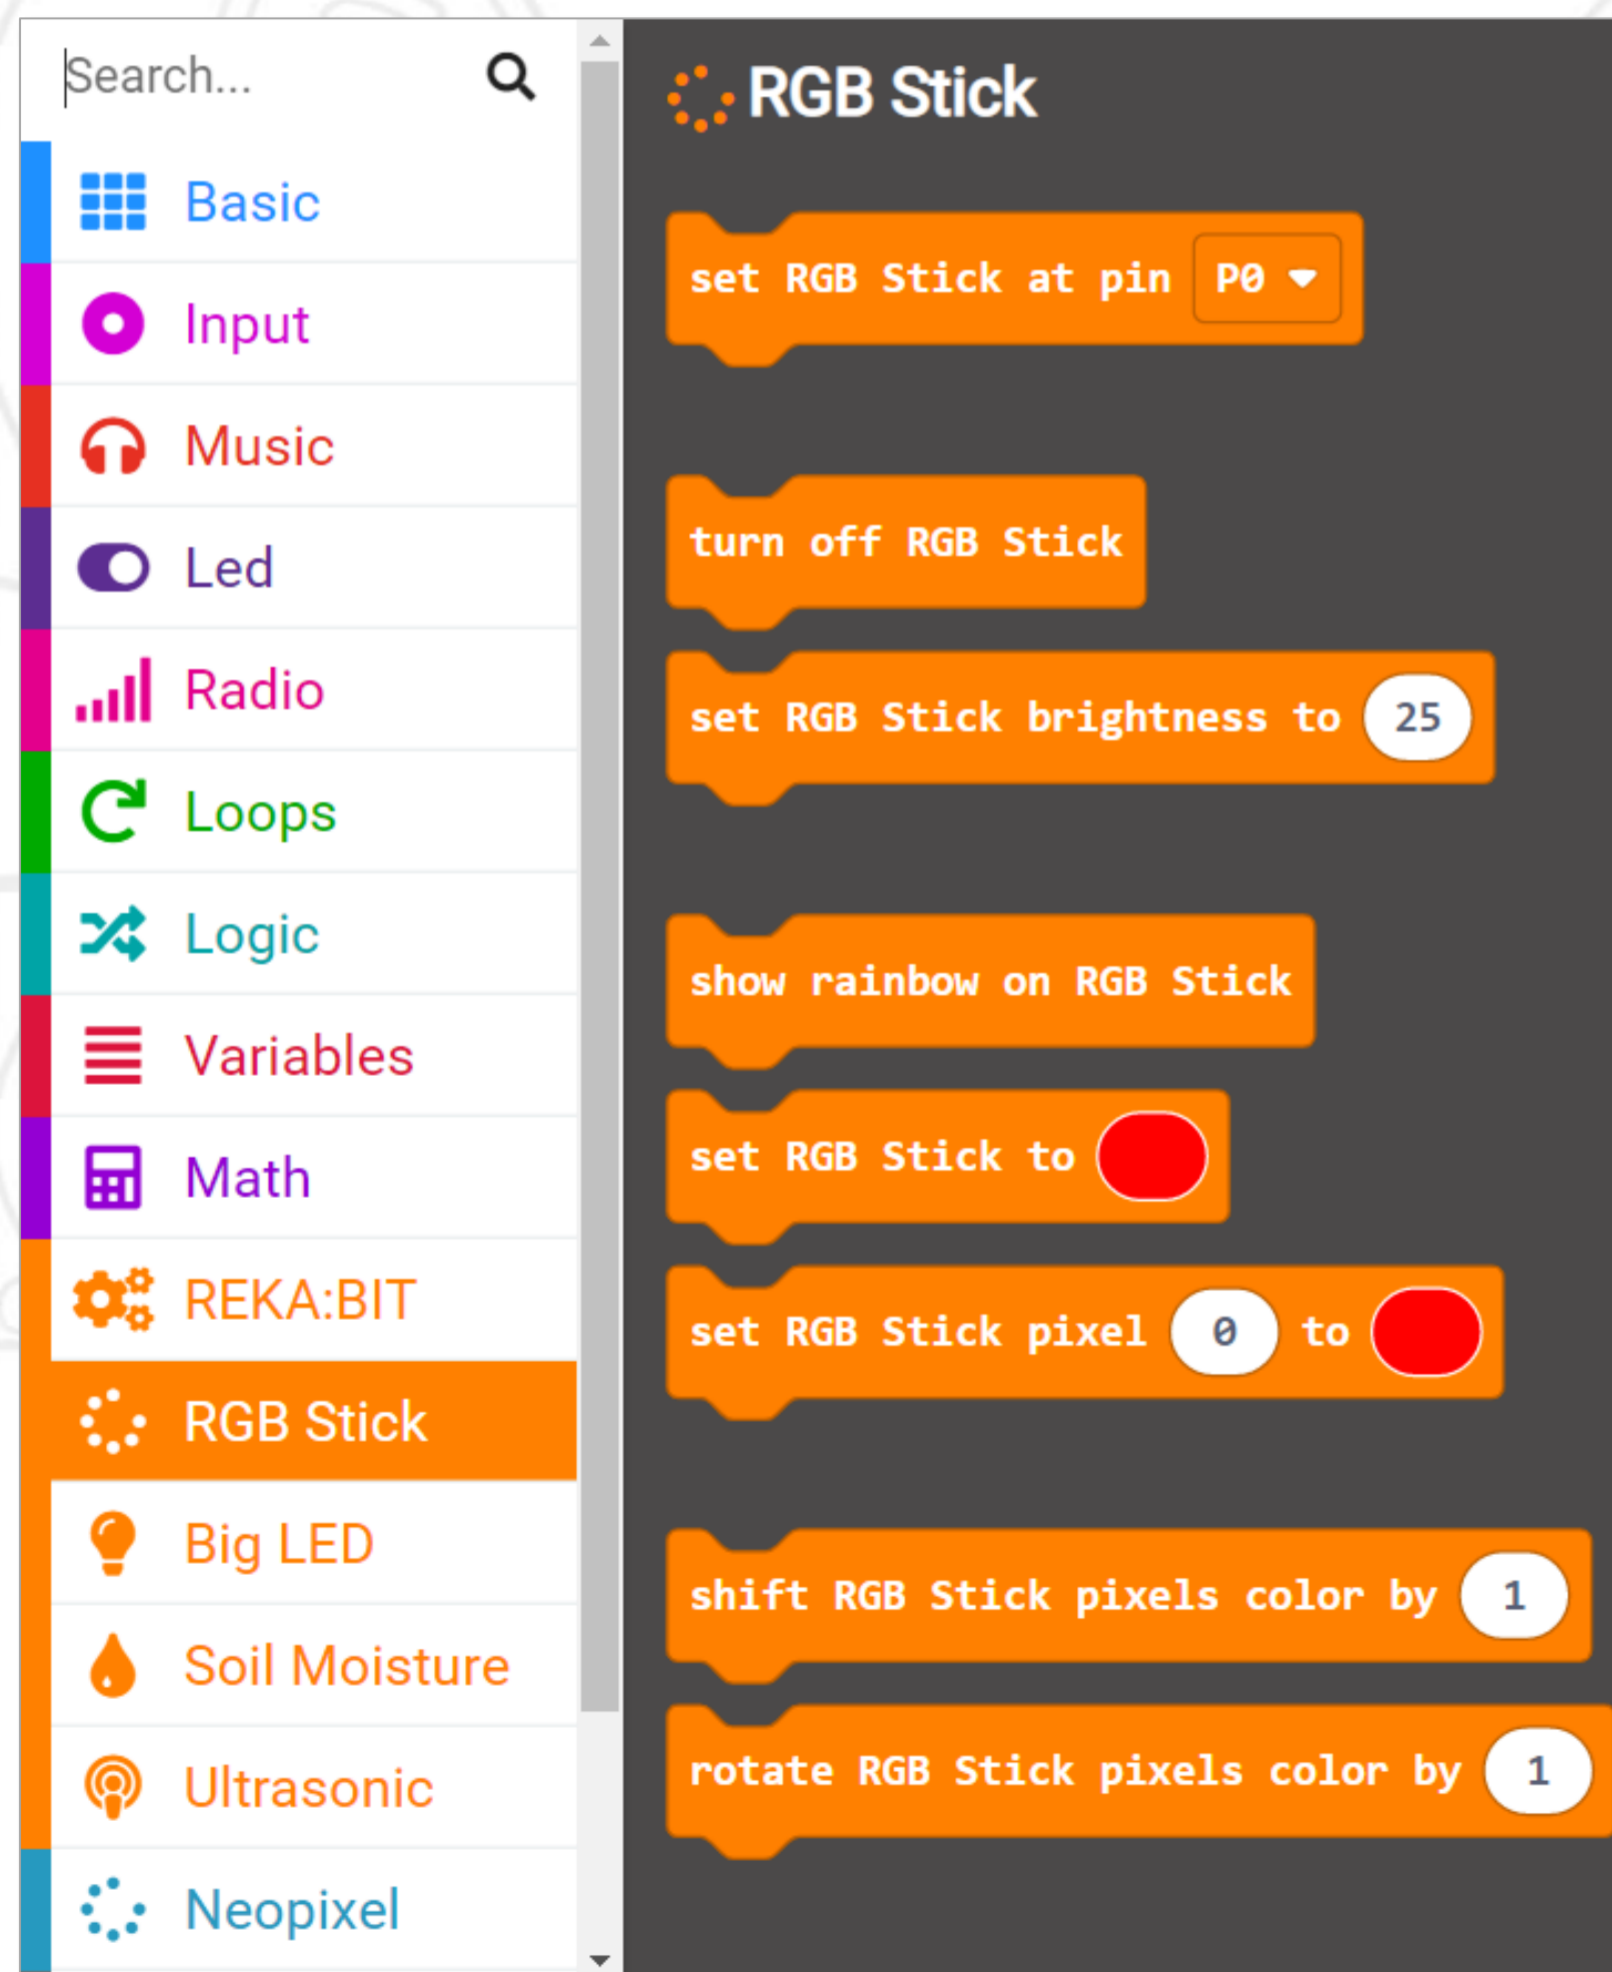 Search...
Basic
Input
Music
Led
Radio
Loops
Logic
Variables
Math
REKA:BIT
RGB Stick
Big LED
Soil Moisture
Ultrasonic
Neopixel
RGB Stick
set RGB Stick at pin P0
turn off RGB Stick
set RGB Stick brightness to 25
show rainbow on RGB Stick
set RGB Stick to
set RGB Stick pixel 0 to
shift RGB Stick pixels color by 1
rotate RGB Stick pixels color by 1